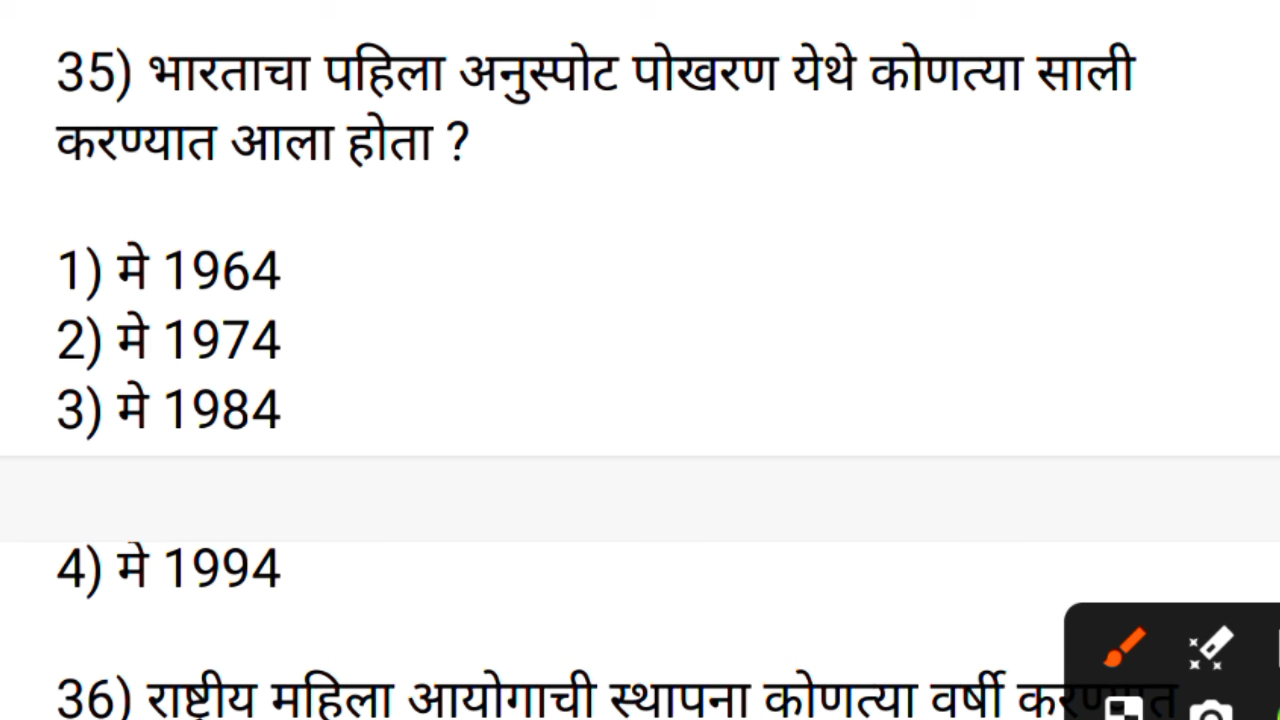 35) भारताचा पहिला अनुस्पोट पोखरण येथे कोणत्या साली
करण्यात आला होता ?
1) मे 1964
2) मे 1974
3) मे 1984
4) मे 1994
36) राष्ट्रीय महिला आयोगाची स्थापना कोणत्या वर्षी